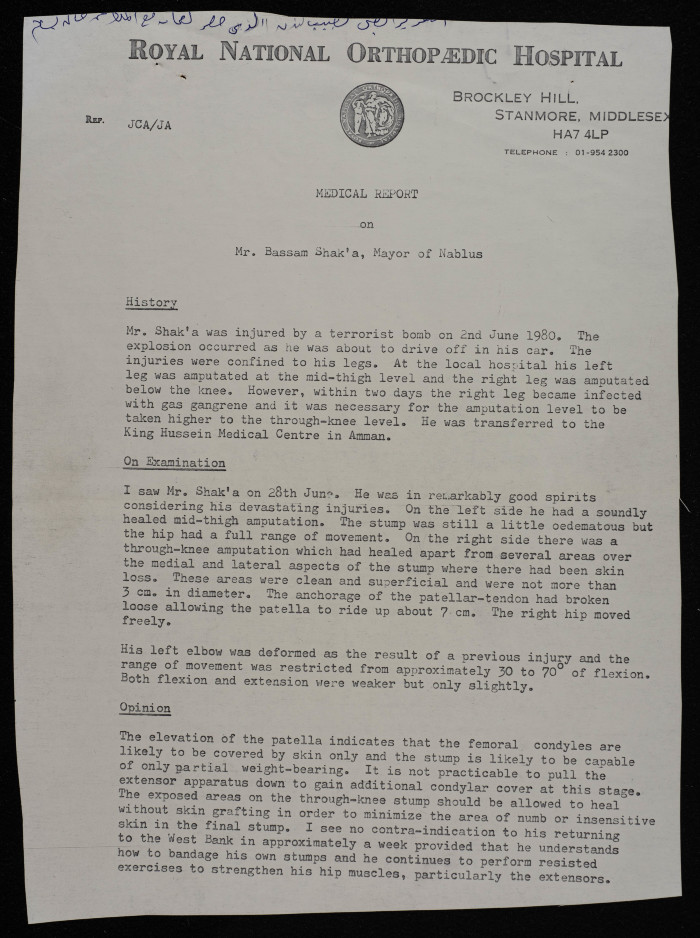 ROYAL NATIONAL ORTHOPÆDIC HOSPITAL
BROCKLEY HILL,
STANMORE, MIDDLESEX
HA7 4LP
TELEPHONE : 01-954 2300
REF. JCA/JA
MEDICAL REPORT
on
Mr. Bassam Shak'a, Mayor of Nablus
History
Mr. Shak'a was injured by a terrorist bomb on 2nd June 1980. The
explosion occurred as he was about to drive off in his car. The
injuries were confined to his legs. At the local hospital his left
leg was amputated at the mid-thigh level and the right leg was amputated
below the knee. However, within two days the right leg became infected
with gas gangrene and it was necessary for the amputation level to be
taken higher to the through-knee level. He was transferred to the
King Hussein Medical Centre in Amman.
On Examination
I saw Mr. Shak'a on 28th June. He was in remarkably good spirits
considering his devastating injuries. On the left side he had a soundly
healed mid-thigh amputation. The stump was still a little oedematous but
the hip had a full range of movement. On the right side there was a
through-knee amputation which had healed apart from several areas over
the medial and lateral aspects of the stump where there had been skin
loss. These areas were clean and superficial and were not more than
3 cm. in diameter. The anchorage of the patellar-tendon had broken
loose allowing the patella to ride up about 7 cm. The right hip moved
freely.
His left elbow was deformed as the result of a previous injury and the
range of movement was restricted from approximately 30 to 70° of flexion.
Both flexion and extension were weaker but only slightly.
Opinion
The elevation of the patella indicates that the femoral condyles are
likely to be covered by skin only and the stump is likely to be capable
of only partial weight-bearing. It is not practicable to pull the
extensor apparatus down to gain additional condylar cover at this stage.
The exposed areas on the through-knee stump should be allowed to heal
without skin grafting in order to minimize the area of numb or insensitive
skin in the final stump. I see no contra-indication to his returning
to the West Bank in approximately a week provided that he understands
how to bandage his own stumps and he continues to perform resisted
exercises to strengthen his hip muscles, particularly the extensors.